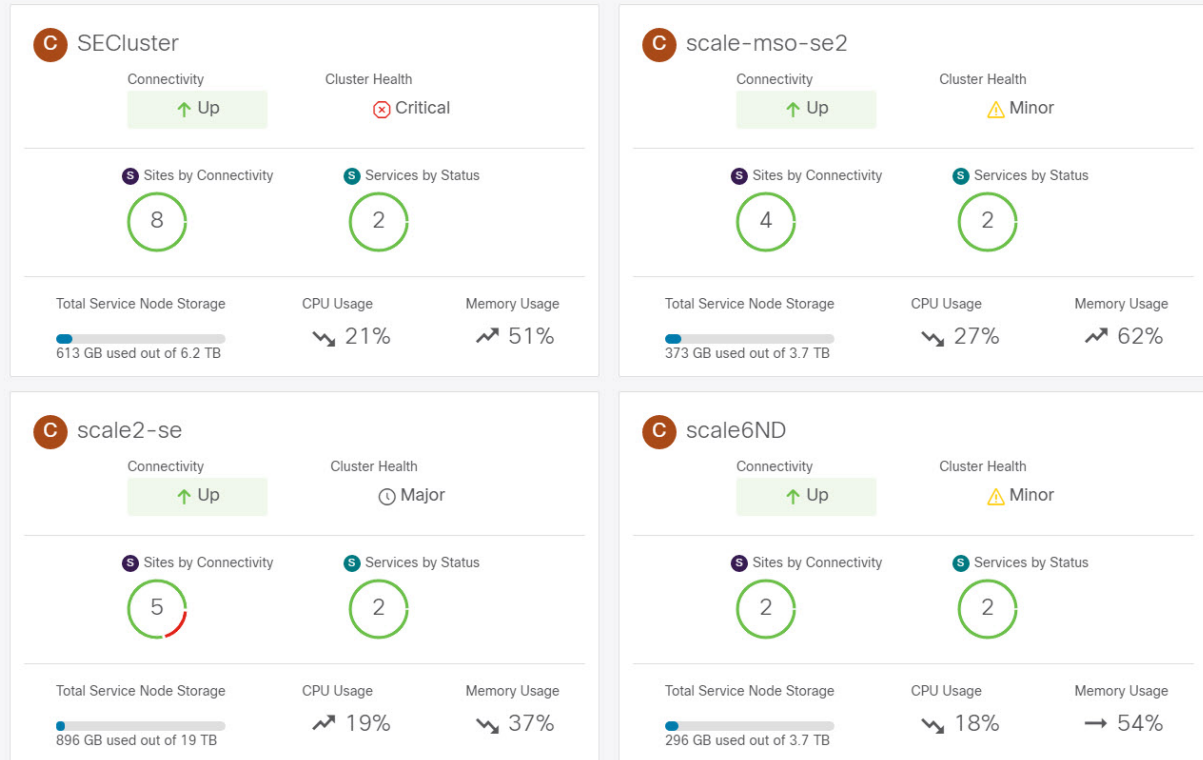 C SECluster
Connectivity Cluster Health
Up Critical
S Sites by Connectivity S Services by Status
8 2
Total Service Node Storage CPU Usage Memory Usage
21% 51%
613 GB used out of 6.2 TB
C scale-mso-se2
Connectivity Cluster Health
Up Minor
S Sites by Connectivity S Services by Status
4 2
Total Service Node Storage CPU Usage Memory Usage
27% 62%
373 GB used out of 3.7 TB
C scale2-se
Connectivity Cluster Health
Up Major
S Sites by Connectivity S Services by Status
5 2
Total Service Node Storage CPU Usage Memory Usage
19% 37%
896 GB used out of 19 TB
C scale6ND
Connectivity Cluster Health
Up Minor
S Sites by Connectivity S Services by Status
2 2
Total Service Node Storage CPU Usage Memory Usage
18% 54%
296 GB used out of 3.7 TB